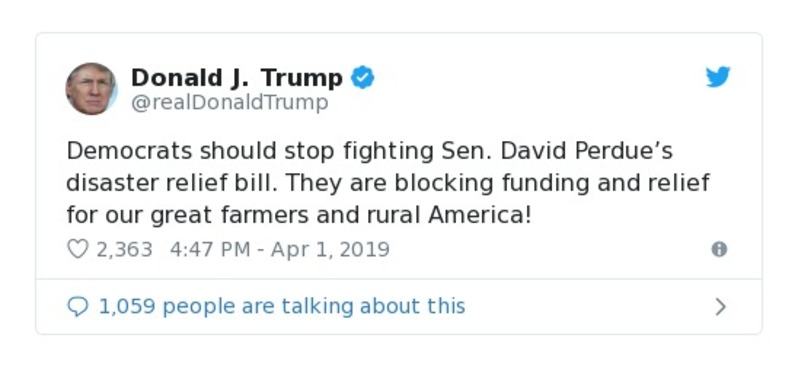 Donald J. Trump
@realDonaldTrump
Democrats should stop fighting Sen. David Perdue’s
disaster relief bill. They are blocking funding and relief
for our great farmers and rural America!
2,363 4:47 PM - Apr 1, 2019
1,059 people are talking about this